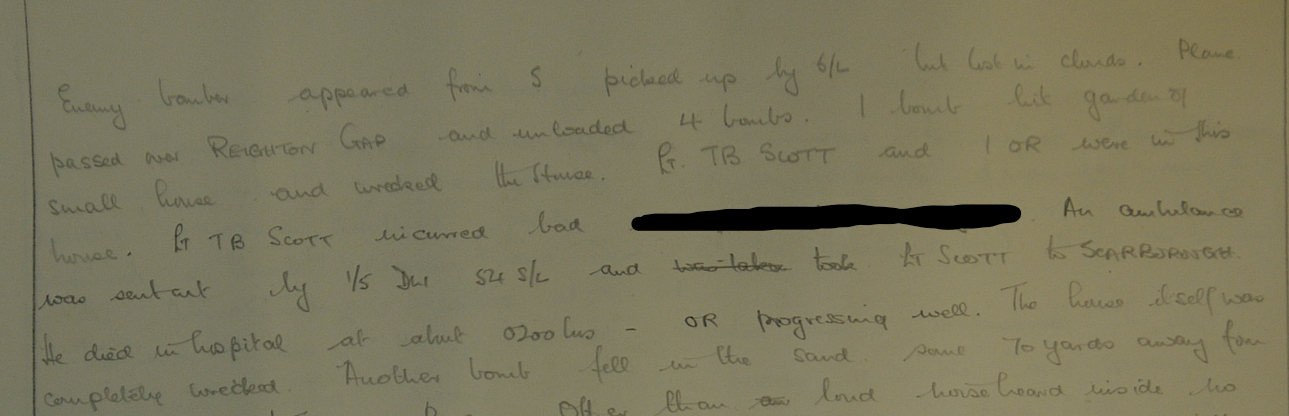 Enemy bomber appeared from S picked up by S/L but lost in clouds. Plane
passed over REIGHTON GAP and unloaded 4 bombs. 1 bomb hit garden of
small house and wrecked the house. Lt. TB SCOTT and 1 OR were in this
house. Lt TB SCOTT incurred bad An ambulance
was sent out by 1/5 DLI 54 S/L and was taken took Lt SCOTT to SCARBOROUGH.
He died in hospital at about 0200 hrs - OR progressing well. The house itself was
completely wrecked. Another bomb fell in the sand some 70 yards away from
Other than loud noise heard inside no